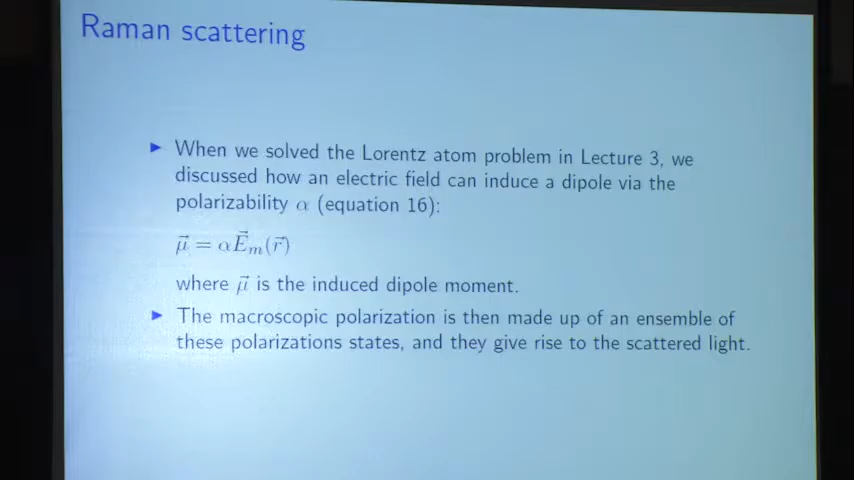 Raman scattering
▶ When we solved the Lorentz atom problem in Lecture 3, we
discussed how an electric field can induce a dipole via the
polarizability α (equation 16):
μ⃗ = αE⃗ₘ(r⃗)
where μ⃗ is the induced dipole moment.
▶ The macroscopic polarization is then made up of an ensemble of
these polarizations states, and they give rise to the scattered light.